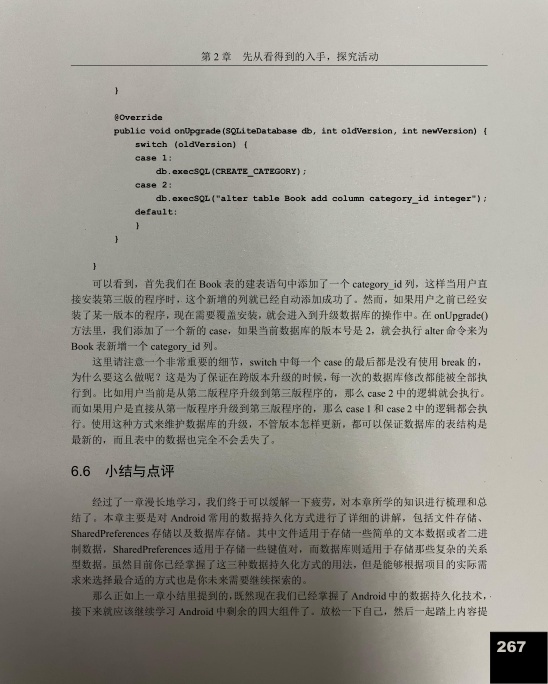 第 2 章　先从看得到的入手，探究活动
}
@Override
public void onUpgrade(SQLiteDatabase db, int oldVersion, int newVersion) {
switch (oldVersion) {
case 1:
db.execSQL(CREATE_CATEGORY);
case 2:
db.execSQL("alter table Book add column category_id integer");
default:
}
}
}
可以看到，首先我们在 Book 表的建表语句中添加了一个 category_id 列，这样当用户直
接安装第三版的程序时，这个新增的列就已经自动添加成功了。然而，如果用户之前已经安
装了某一版本的程序，现在需要覆盖安装，就会进入到升级数据库的操作中。在 onUpgrade()
方法里，我们添加了一个新的 case，如果当前数据库的版本号是 2，就会执行 alter 命令来为
Book 表新增一个 category_id 列。
这里请注意一个非常重要的细节，switch 中每一个 case 的最后都是没有使用 break 的，
为什么要这么做呢？这是为了保证在跨版本升级的时候，每一次的数据库修改都能被全部执
行到。比如用户当前是从第二版程序升级到第三版程序的，那么 case 2 中的逻辑就会执行。
而如果用户是直接从第一版程序升级到第三版程序的，那么 case 1 和 case 2 中的逻辑都会执
行。使用这种方式来维护数据库的升级，不管版本怎样更新，都可以保证数据库的表结构是
最新的，而且表中的数据也完全不会丢失了。
6.6　小结与点评
经过了一章漫长地学习，我们终于可以缓解一下疲劳，对本章所学的知识进行梳理和总
结了。本章主要是对 Android 常用的数据持久化方式进行了详细的讲解，包括文件存储、
SharedPreferences 存储以及数据库存储。其中文件适用于存储一些简单的文本数据或者二进
制数据，SharedPreferences 适用于存储一些键值对，而数据库则适用于存储那些复杂的关系
型数据。虽然目前你已经掌握了这三种数据持久化方式的用法，但是能够根据项目的实际需
求来选择最合适的方式也是你未来需要继续探索的。
那么正如上一章小结里提到的，既然现在我们已经掌握了 Android 中的数据持久化技术，
接下来就应该继续学习 Android 中剩余的四大组件了。放松一下自己，然后一起踏上内容提
267